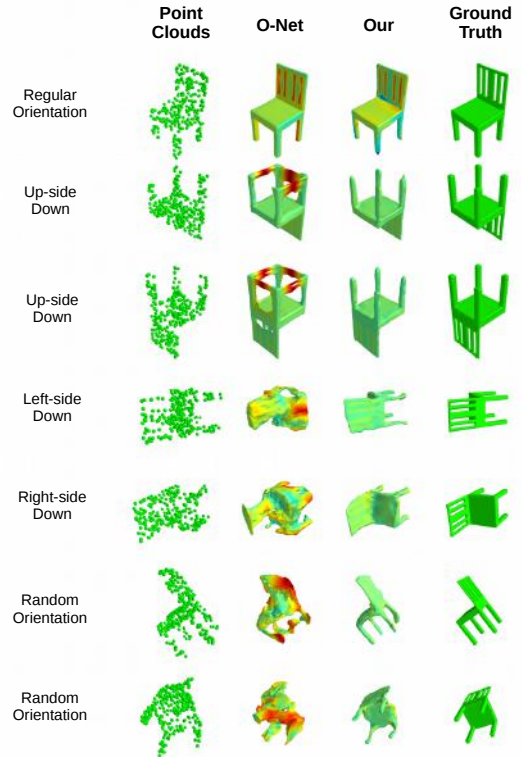 Point
Clouds
O-Net
Our
Ground
Truth
Regular
Orientation
Up-side
Down
Up-side
Down
Left-side
Down
Right-side
Down
Random
Orientation
Random
Orientation